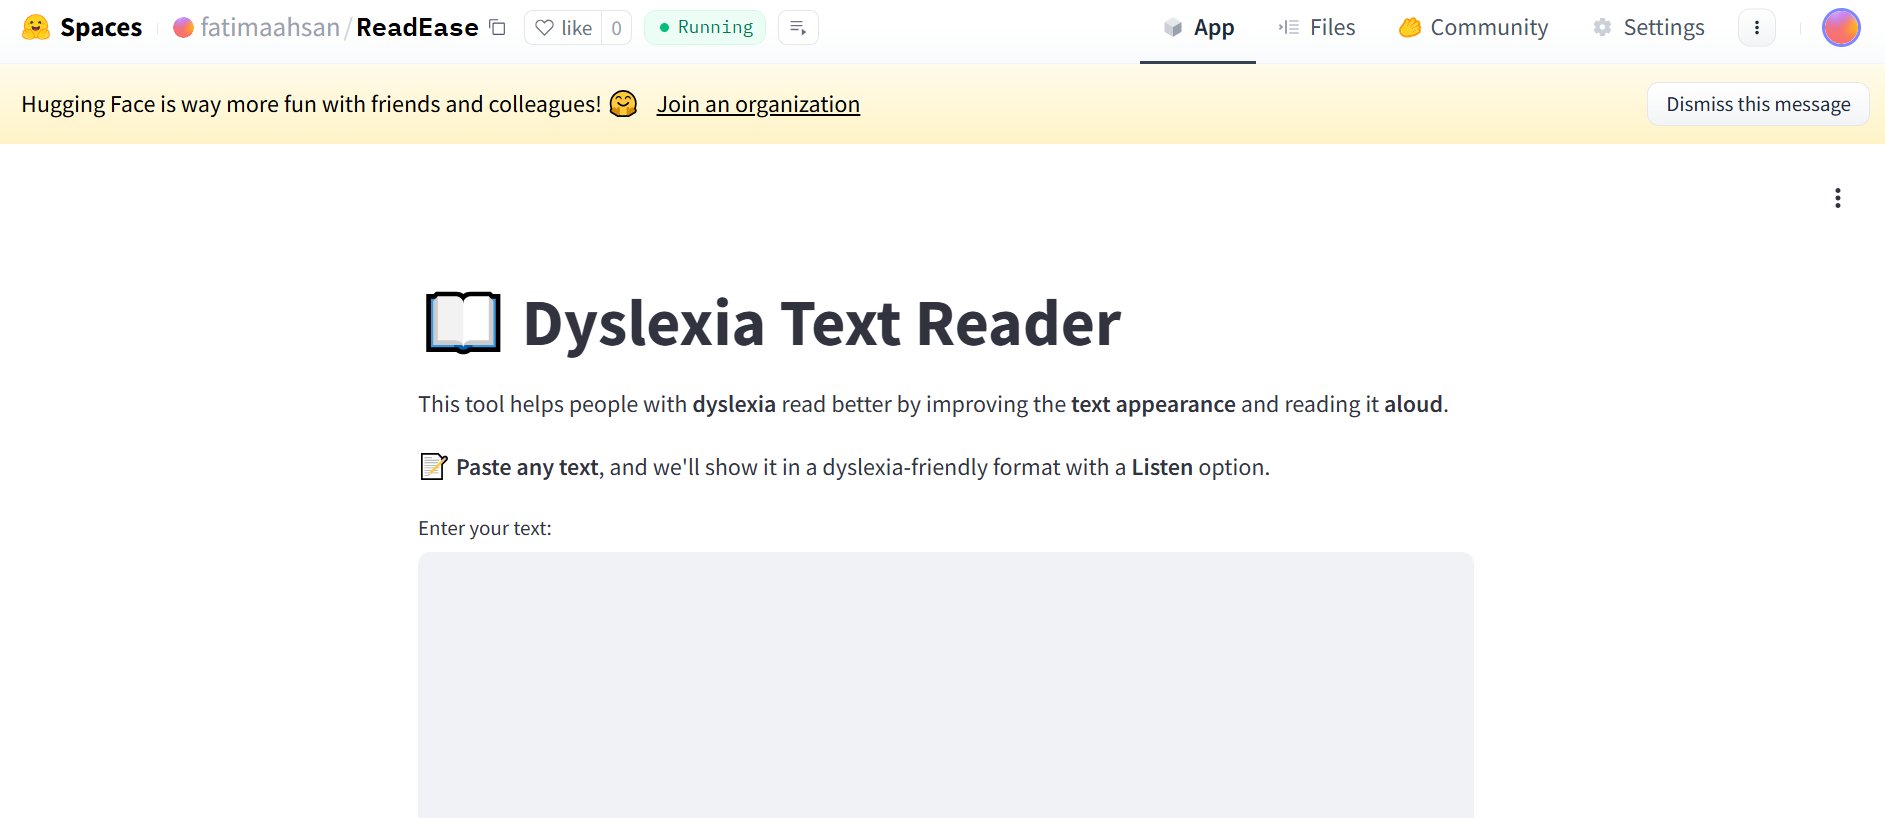 Spaces fatimaahsan/ReadEase like 0 Running App Files Community Settings
Hugging Face is way more fun with friends and colleagues! 🤗 Join an organization Dismiss this message
📖 Dyslexia Text Reader
This tool helps people with dyslexia read better by improving the text appearance and reading it aloud.
📝 Paste any text, and we'll show it in a dyslexia-friendly format with a Listen option.
Enter your text: